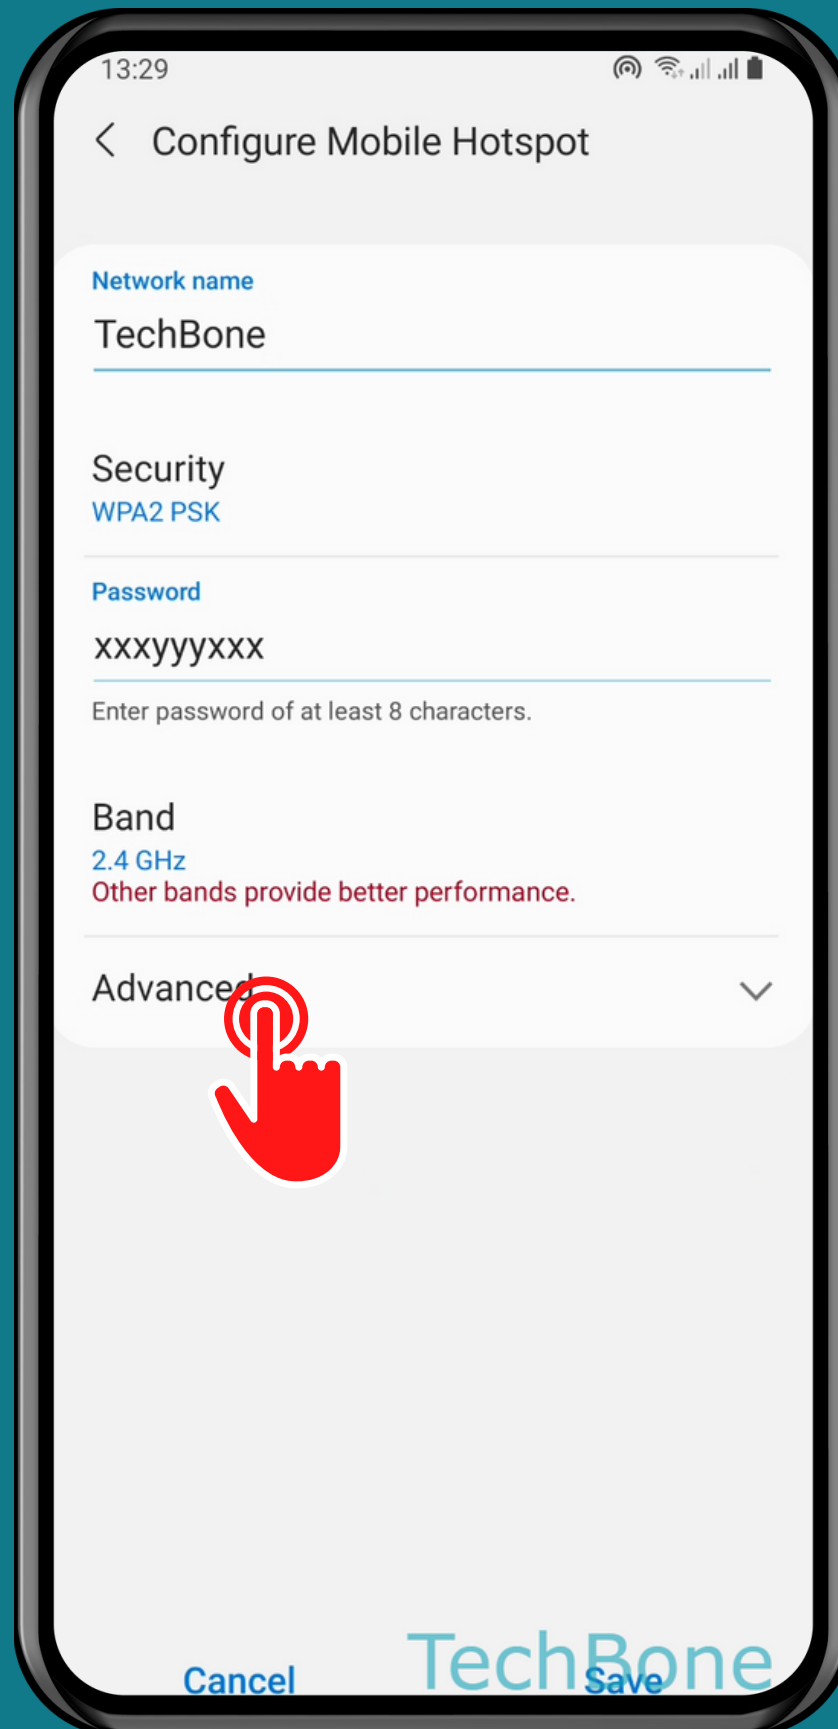 13:29
Configure Mobile Hotspot
Network name
TechBone
Security
WPA2 PSK
Password
xxxyyyxxx
Enter password of at least 8 characters.
Band
2.4 GHz
Other bands provide better performance.
Advanced
TechBone
Cancel
Save